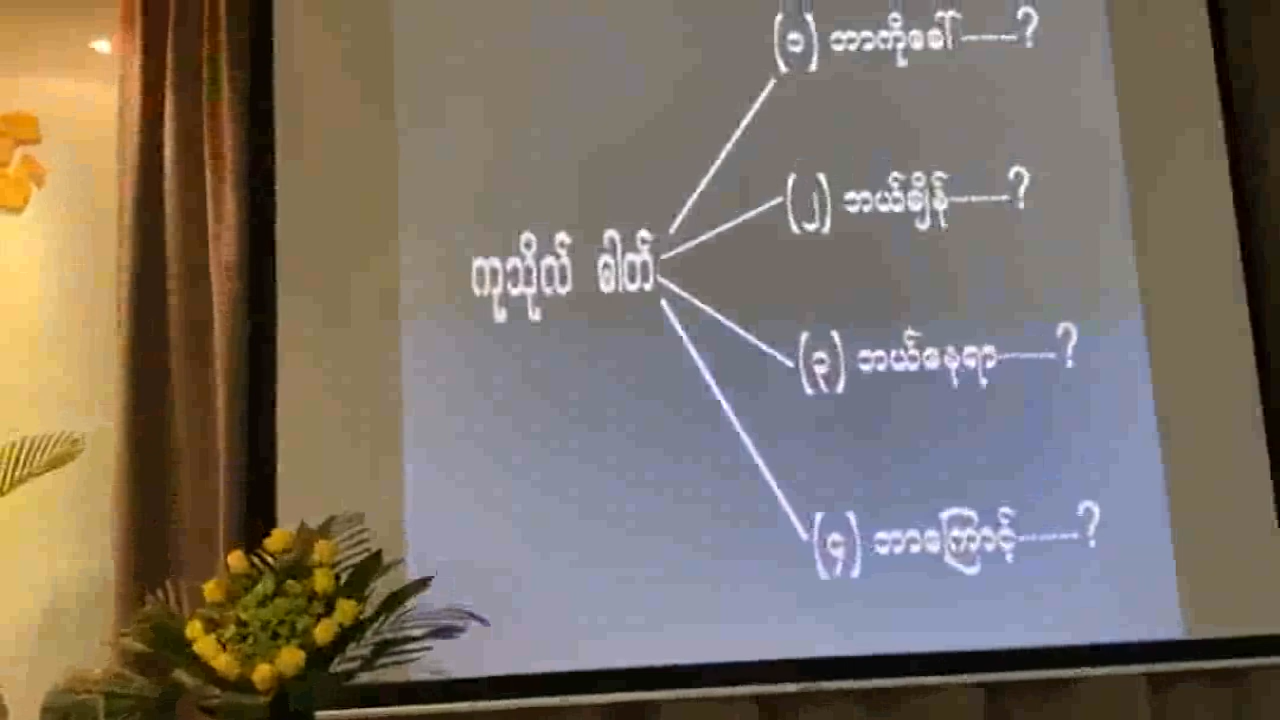 (၁) ဘာကိုခေါ်-----?
(၂) ဘယ်ချိန်-----?
ကုသိုလ် ဓါတ်
(၃) ဘယ်နေရာ-----?
(၄) ဘာကြောင့်-----?